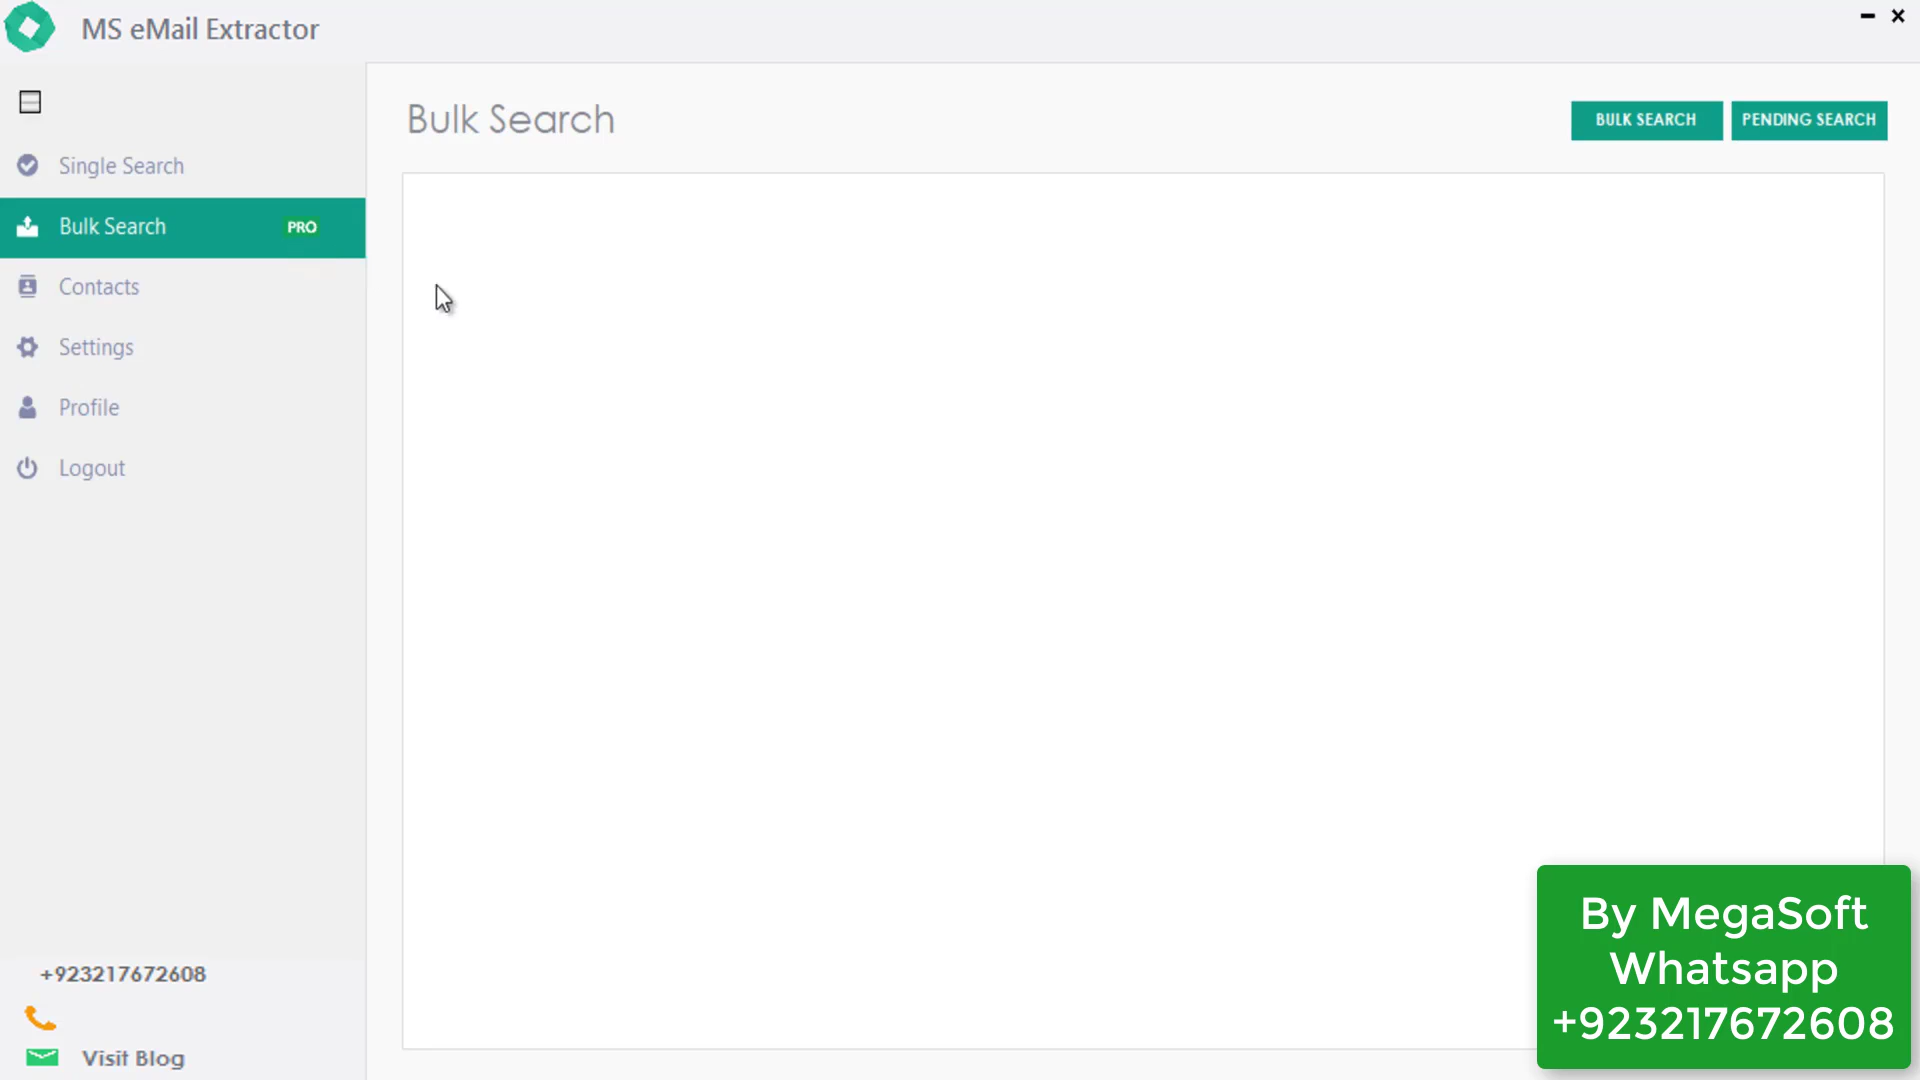 MS eMail Extractor
Bulk Search
BULK SEARCH
PENDING SEARCH
Single Search
Bulk Search
PRO
Contacts
Settings
Profile
Logout
+923217672608
Visit Blog
By MegaSoft
Whatsapp
+923217672608